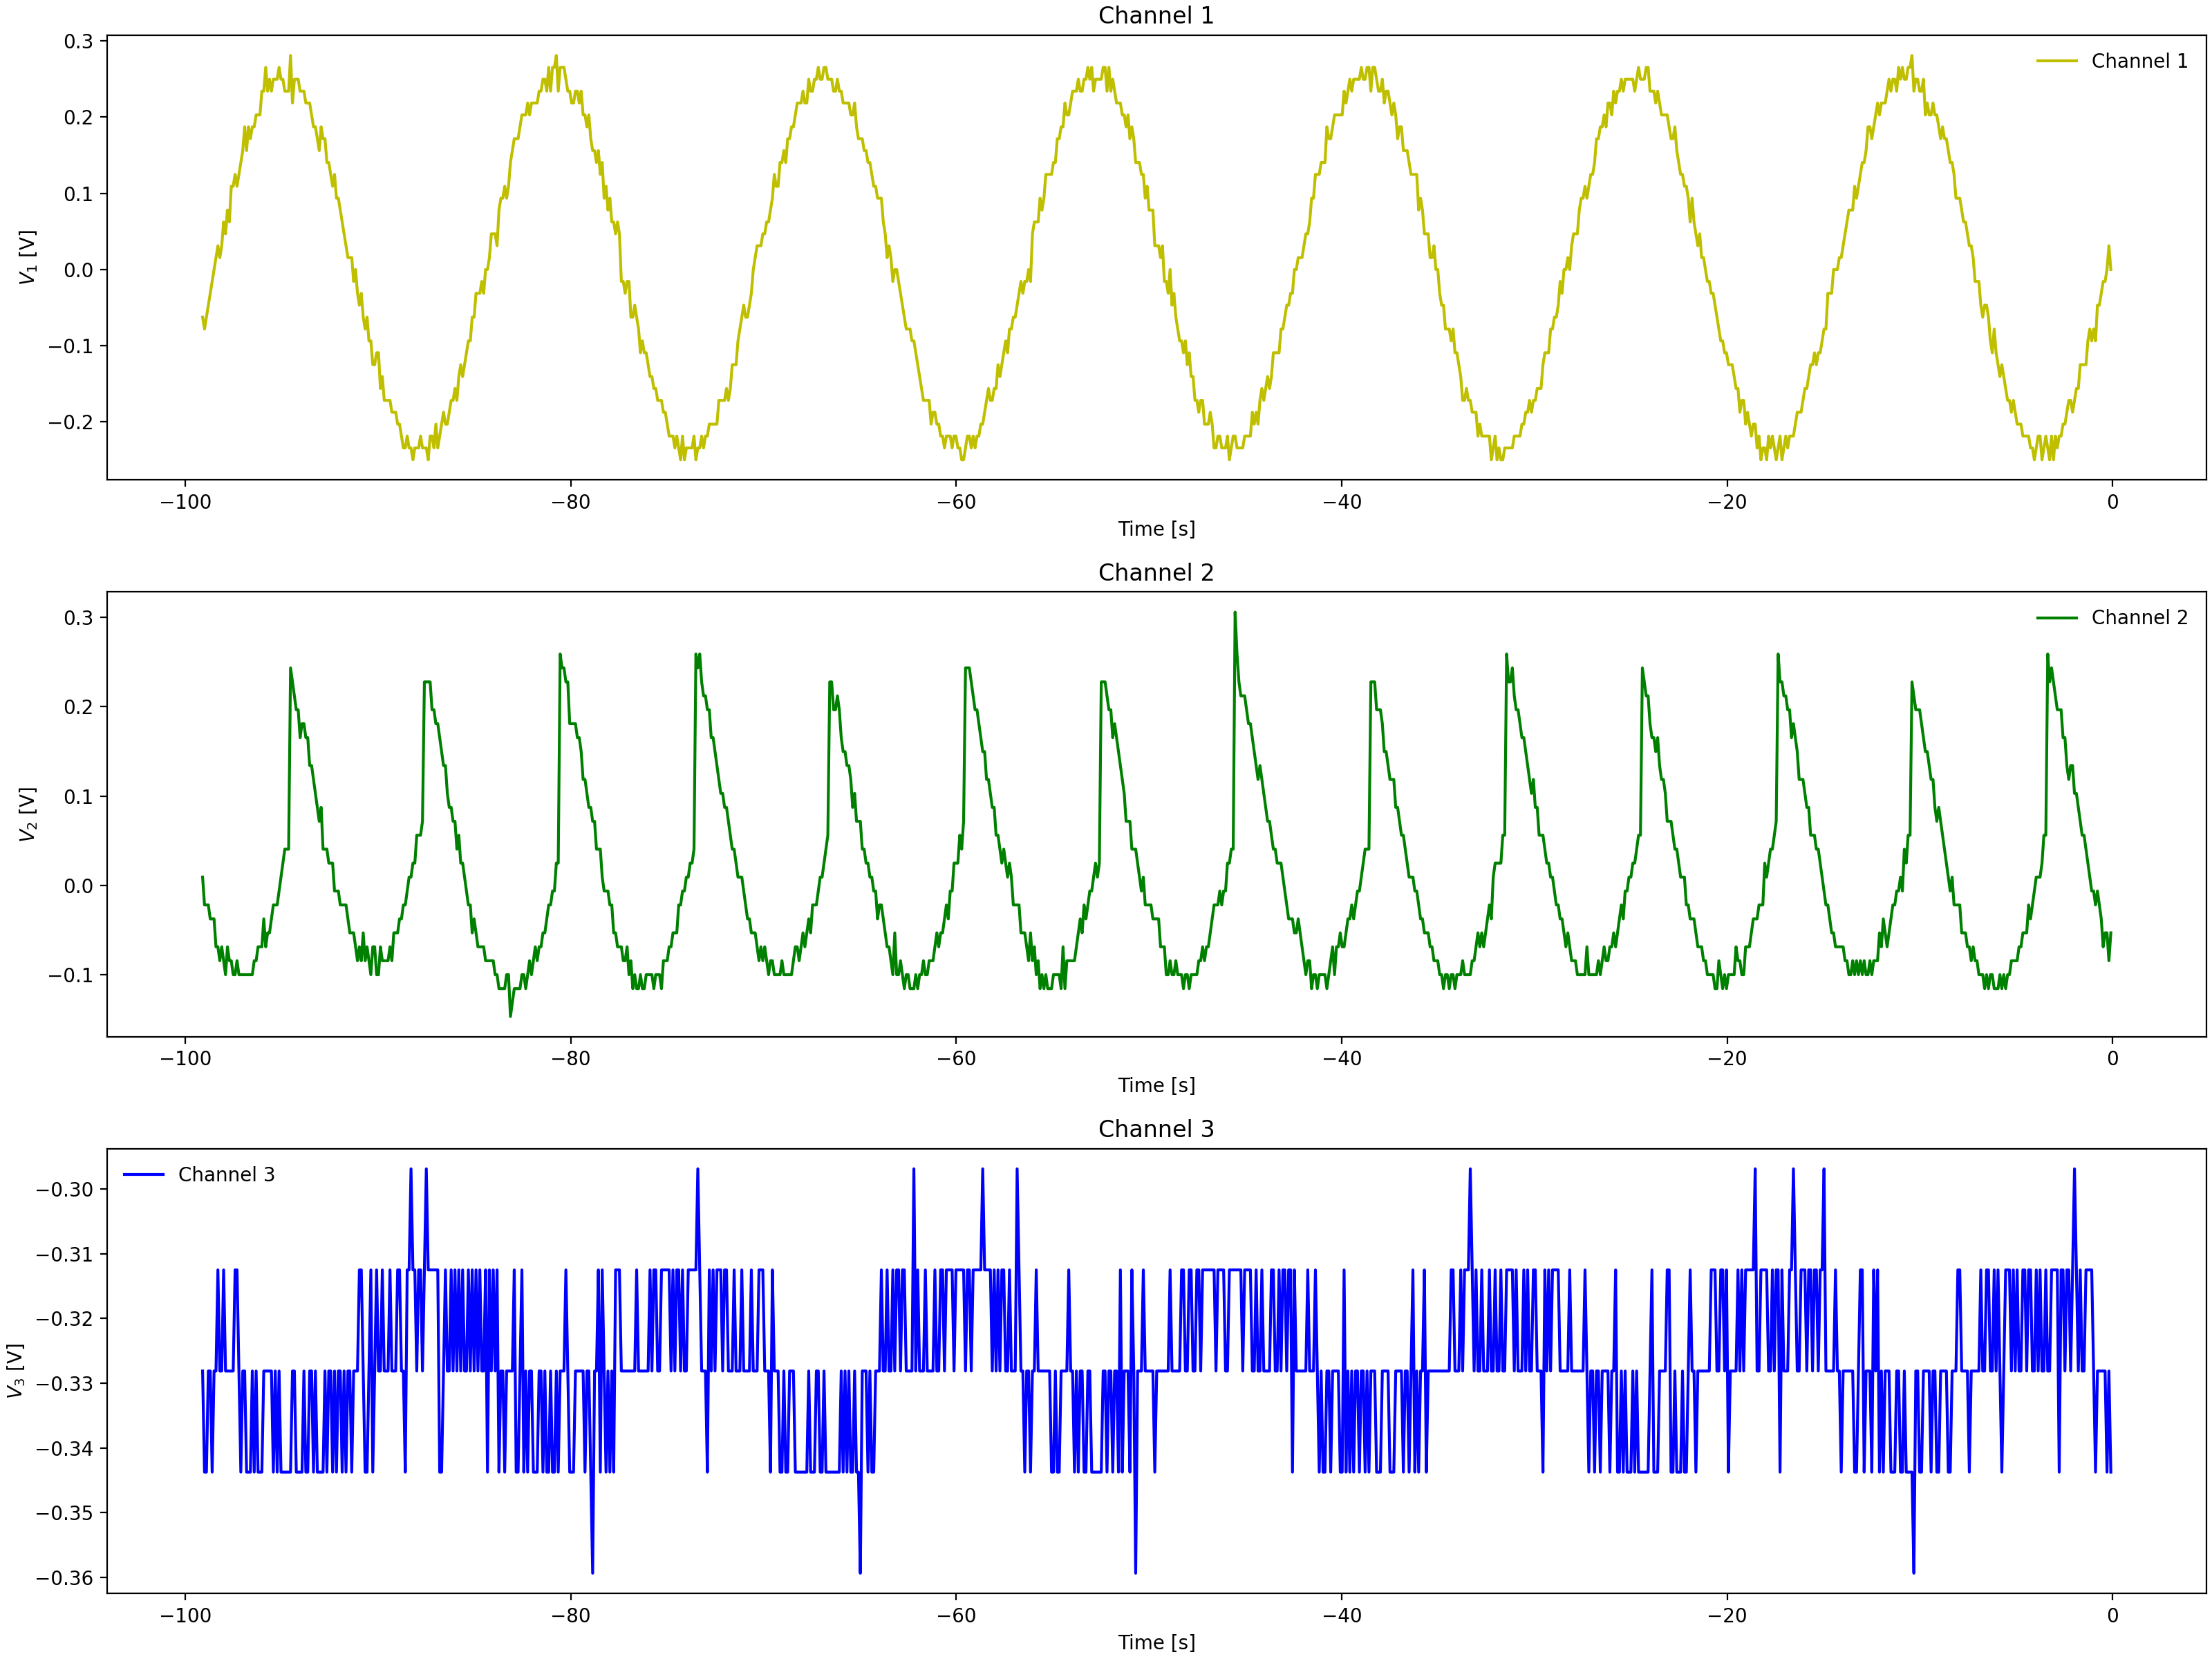 Channel 1
0.3
0.2
0.1
0.0
−0.1
−0.2
V1 [V]
Channel 1
−100 −80 −60 −40 −20 0
Time [s]
Channel 2
0.3
0.2
0.1
0.0
−0.1
V2 [V]
Channel 2
−100 −80 −60 −40 −20 0
Time [s]
Channel 3
−0.30
−0.31
−0.32
−0.33
−0.34
−0.35
−0.36
V3 [V]
Channel 3
−100 −80 −60 −40 −20 0
Time [s]